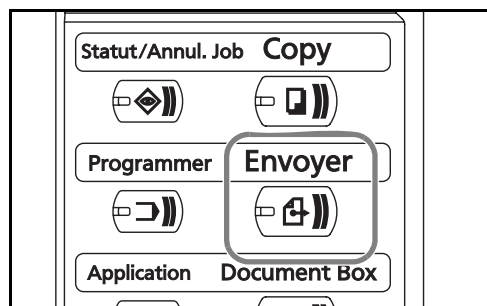 Statut/Annul. Job Copy
Programmer Envoyer
Application Document Box